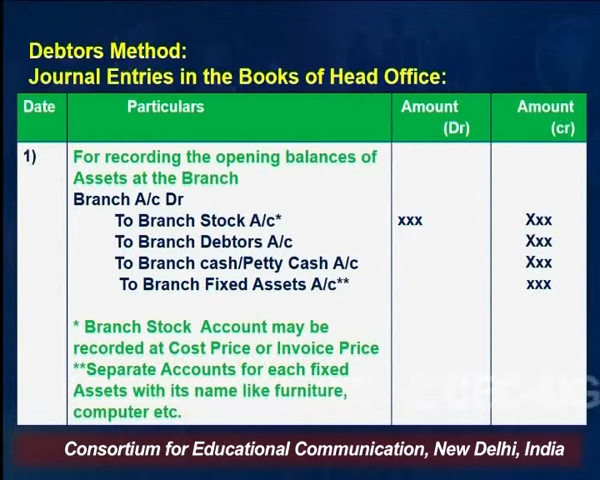 Debtors Method:
Journal Entries in the Books of Head Office:
Date Particulars Amount (Dr) Amount (cr)
1) For recording the opening balances of
Assets at the Branch
Branch A/c Dr
To Branch Stock A/c* xxx Xxx
To Branch Debtors A/c Xxx
To Branch cash/Petty Cash A/c Xxx
To Branch Fixed Assets A/c** xxx
* Branch Stock Account may be
recorded at Cost Price or Invoice Price
**Separate Accounts for each fixed
Assets with its name like furniture,
computer etc.
Consortium for Educational Communication, New Delhi, India